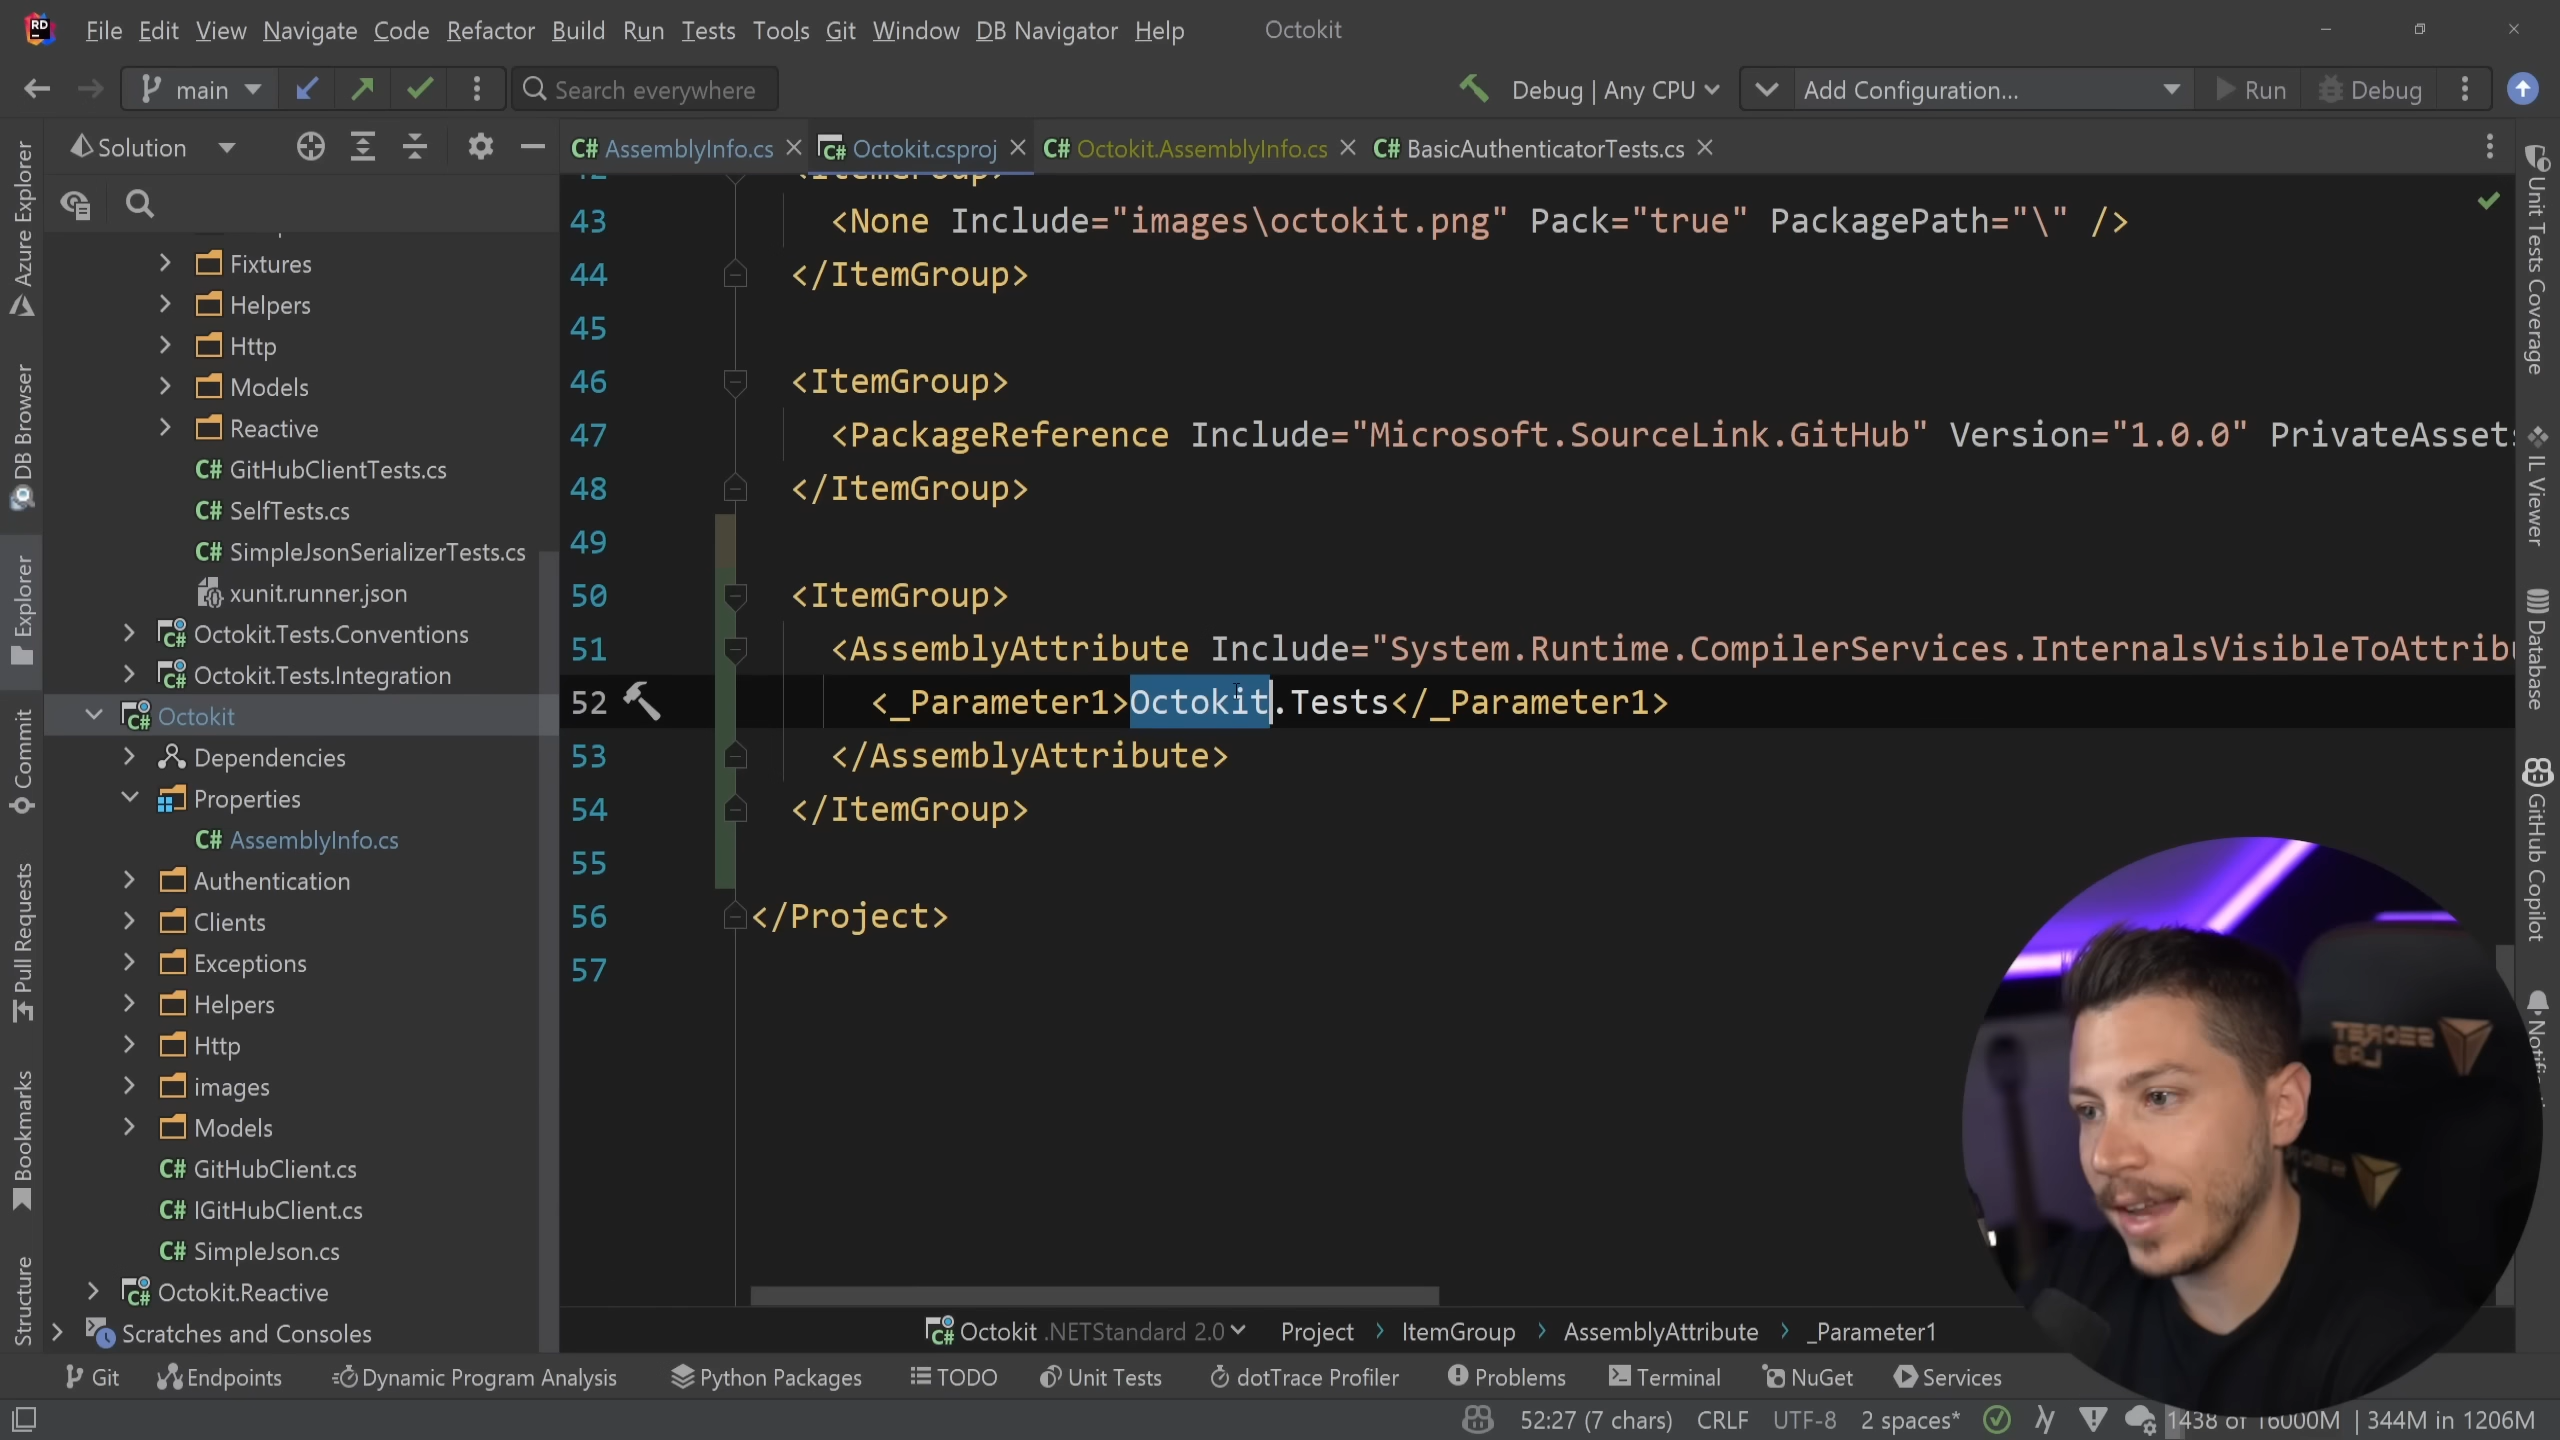 File Edit View Navigate Code Refactor Build Run Tests Tools Git Window DB Navigator Help Octokit
main Search everywhere Debug | Any CPU Add Configuration... Run Debug
Solution
AssemblyInfo.cs Octokit.csproj Octokit.AssemblyInfo.cs BasicAuthenticatorTests.cs
Azure Explorer
DB Browser
Explorer
Commit
Pull Requests
Bookmarks
Structure
Fixtures
Helpers
Http
Models
Reactive
C# GitHubClientTests.cs
C# SelfTests.cs
C# SimpleJsonSerializerTests.cs
xunit.runner.json
Octokit.Tests.Conventions
Octokit.Tests.Integration
Octokit
Dependencies
Properties
C# AssemblyInfo.cs
Authentication
Clients
Exceptions
Helpers
Http
images
Models
C# GitHubClient.cs
C# IGitHubClient.cs
C# SimpleJson.cs
Octokit.Reactive
Scratches and Consoles
43 <None Include="images\octokit.png" Pack="true" PackagePath="\" />
44 </ItemGroup>
45
46 <ItemGroup>
47 <PackageReference Include="Microsoft.SourceLink.GitHub" Version="1.0.0" PrivateAssets
48 </ItemGroup>
49
50 <ItemGroup>
51 <AssemblyAttribute Include="System.Runtime.CompilerServices.InternalsVisibleToAttribu
52 <_Parameter1>Octokit.Tests</_Parameter1>
53 </AssemblyAttribute>
54 </ItemGroup>
55
56 </Project>
57
Unit Tests Coverage
IL Viewer
Database
GitHub Copilot
SECRET LAB
Octokit .NETStandard 2.0 Project ItemGroup AssemblyAttribute _Parameter1
Git Endpoints Dynamic Program Analysis Python Packages TODO Unit Tests dotTrace Profiler Problems Terminal NuGet Services
52:27 (7 chars) CRLF UTF-8 2 spaces* 1438 of 16000M | 344M in 1206M